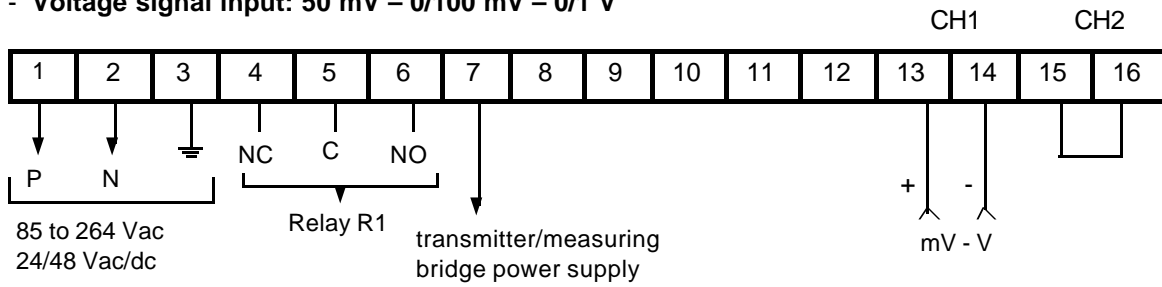 - Voltage signal input: 50 mV – 0/100 mV – 0/1 V
CH1 CH2
1 2 3 4 5 6 7 8 9 10 11 12 13 14 15 16
NC C NO
P N
+ -
85 to 264 Vac
24/48 Vac/dc
Relay R1
transmitter/measuring
bridge power supply
mV - V